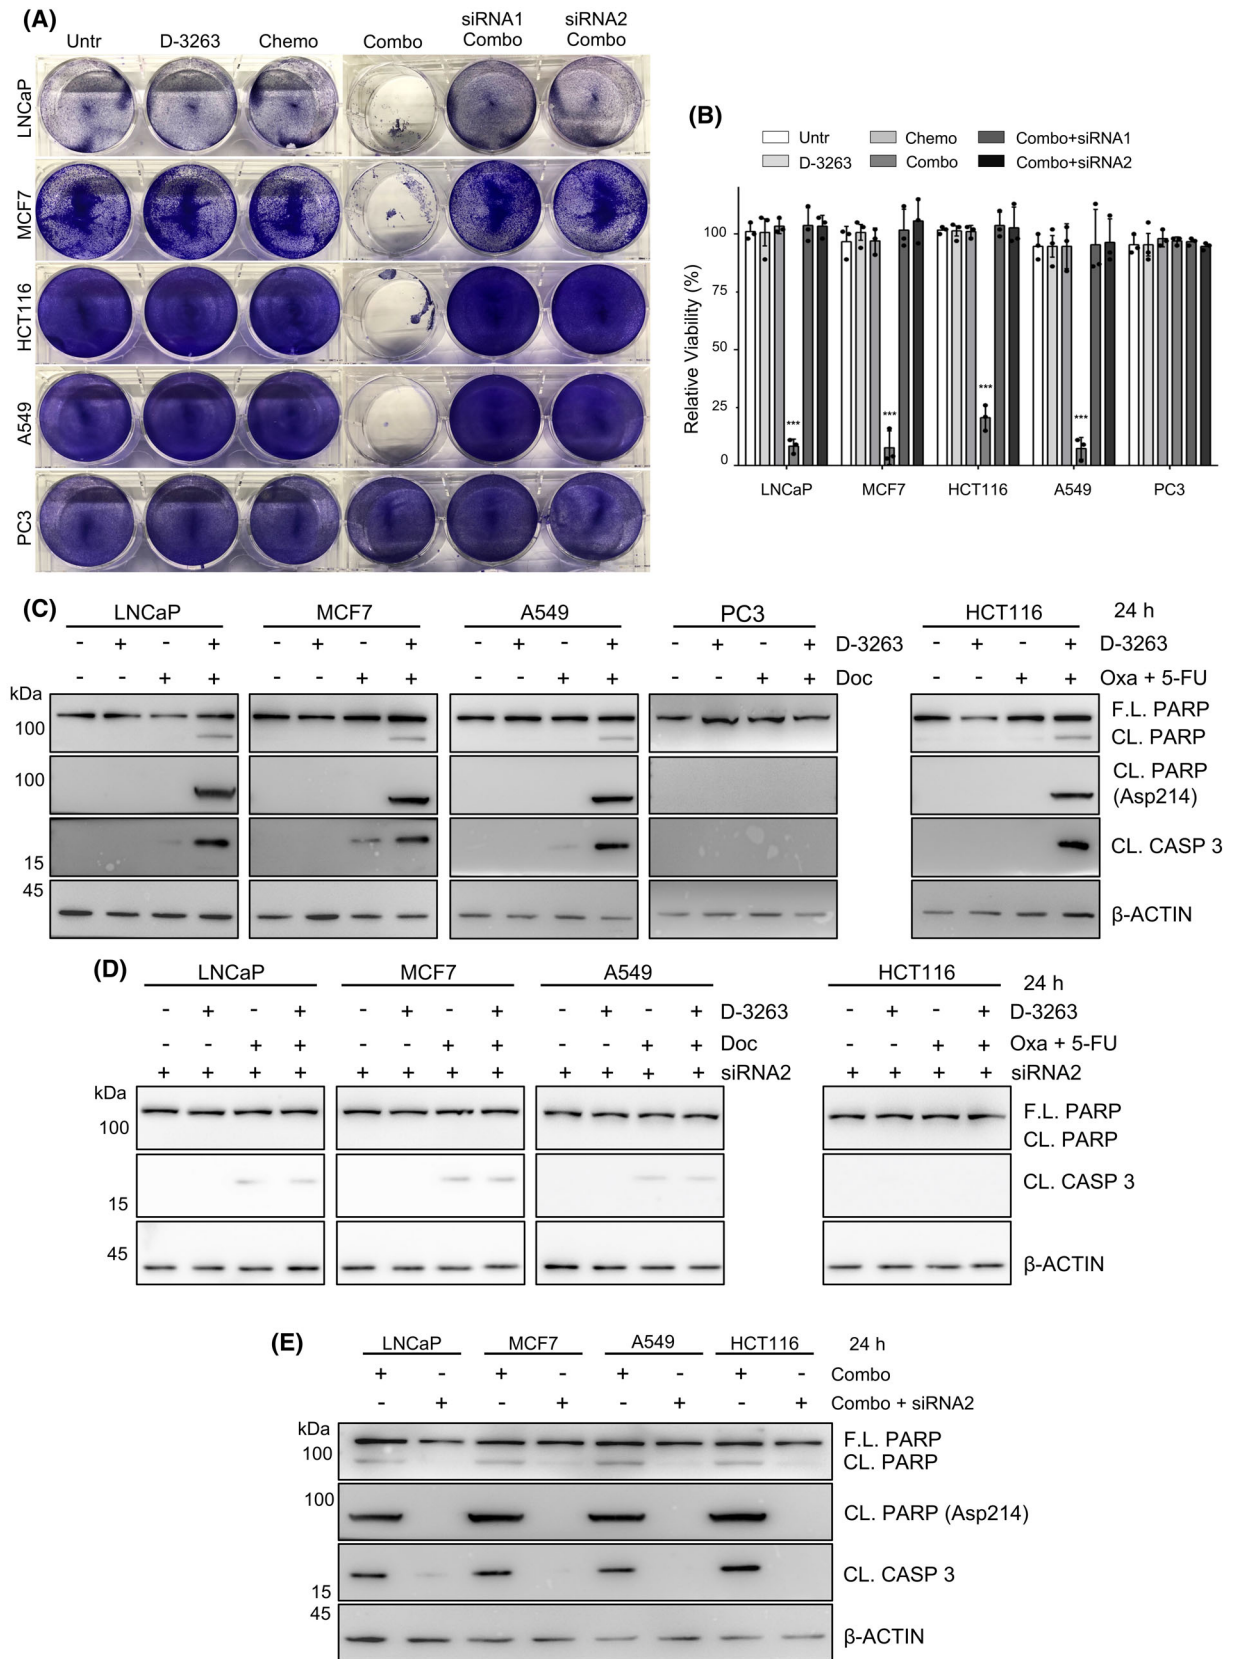 (A)
Untr D-3263 Chemo Combo siRNA1 Combo siRNA2 Combo
LNCaP
MCF7
HCT116
A549
PC3
(B)
Untr Chemo Combo+siRNA1
D-3263 Combo Combo+siRNA2
Relative Viability (%)
100
75
50
25
0
*** *** *** ***
LNCaP MCF7 HCT116 A549 PC3
(C)
LNCaP MCF7 A549 PC3 HCT116 24 h
- + - + - + - + - + - + - + - + D-3263 - + - + D-3263
- - + + - - + + - - + + - - + + Doc - - + + Oxa + 5-FU
kDa
F.L. PARP
100
CL. PARP
100
CL. PARP
(Asp214)
CL. CASP 3
15
45
β-ACTIN
(D)
LNCaP MCF7 A549 HCT116 24 h
- + - + - + - + - + - + D-3263 - + - + D-3263
- - + + - - + + - - + + Doc - - + + Oxa + 5-FU
+ + + + + + + + + + + + siRNA2 + + + + siRNA2
kDa
F.L. PARP
100
CL. PARP
CL. CASP 3
15
45
β-ACTIN
(E)
LNCaP MCF7 A549 HCT116 24 h
+ - + - + - + - Combo
- + - + - + - + Combo + siRNA2
kDa
F.L. PARP
100
CL. PARP
100
CL. PARP (Asp214)
CL. CASP 3
15
45
β-ACTIN